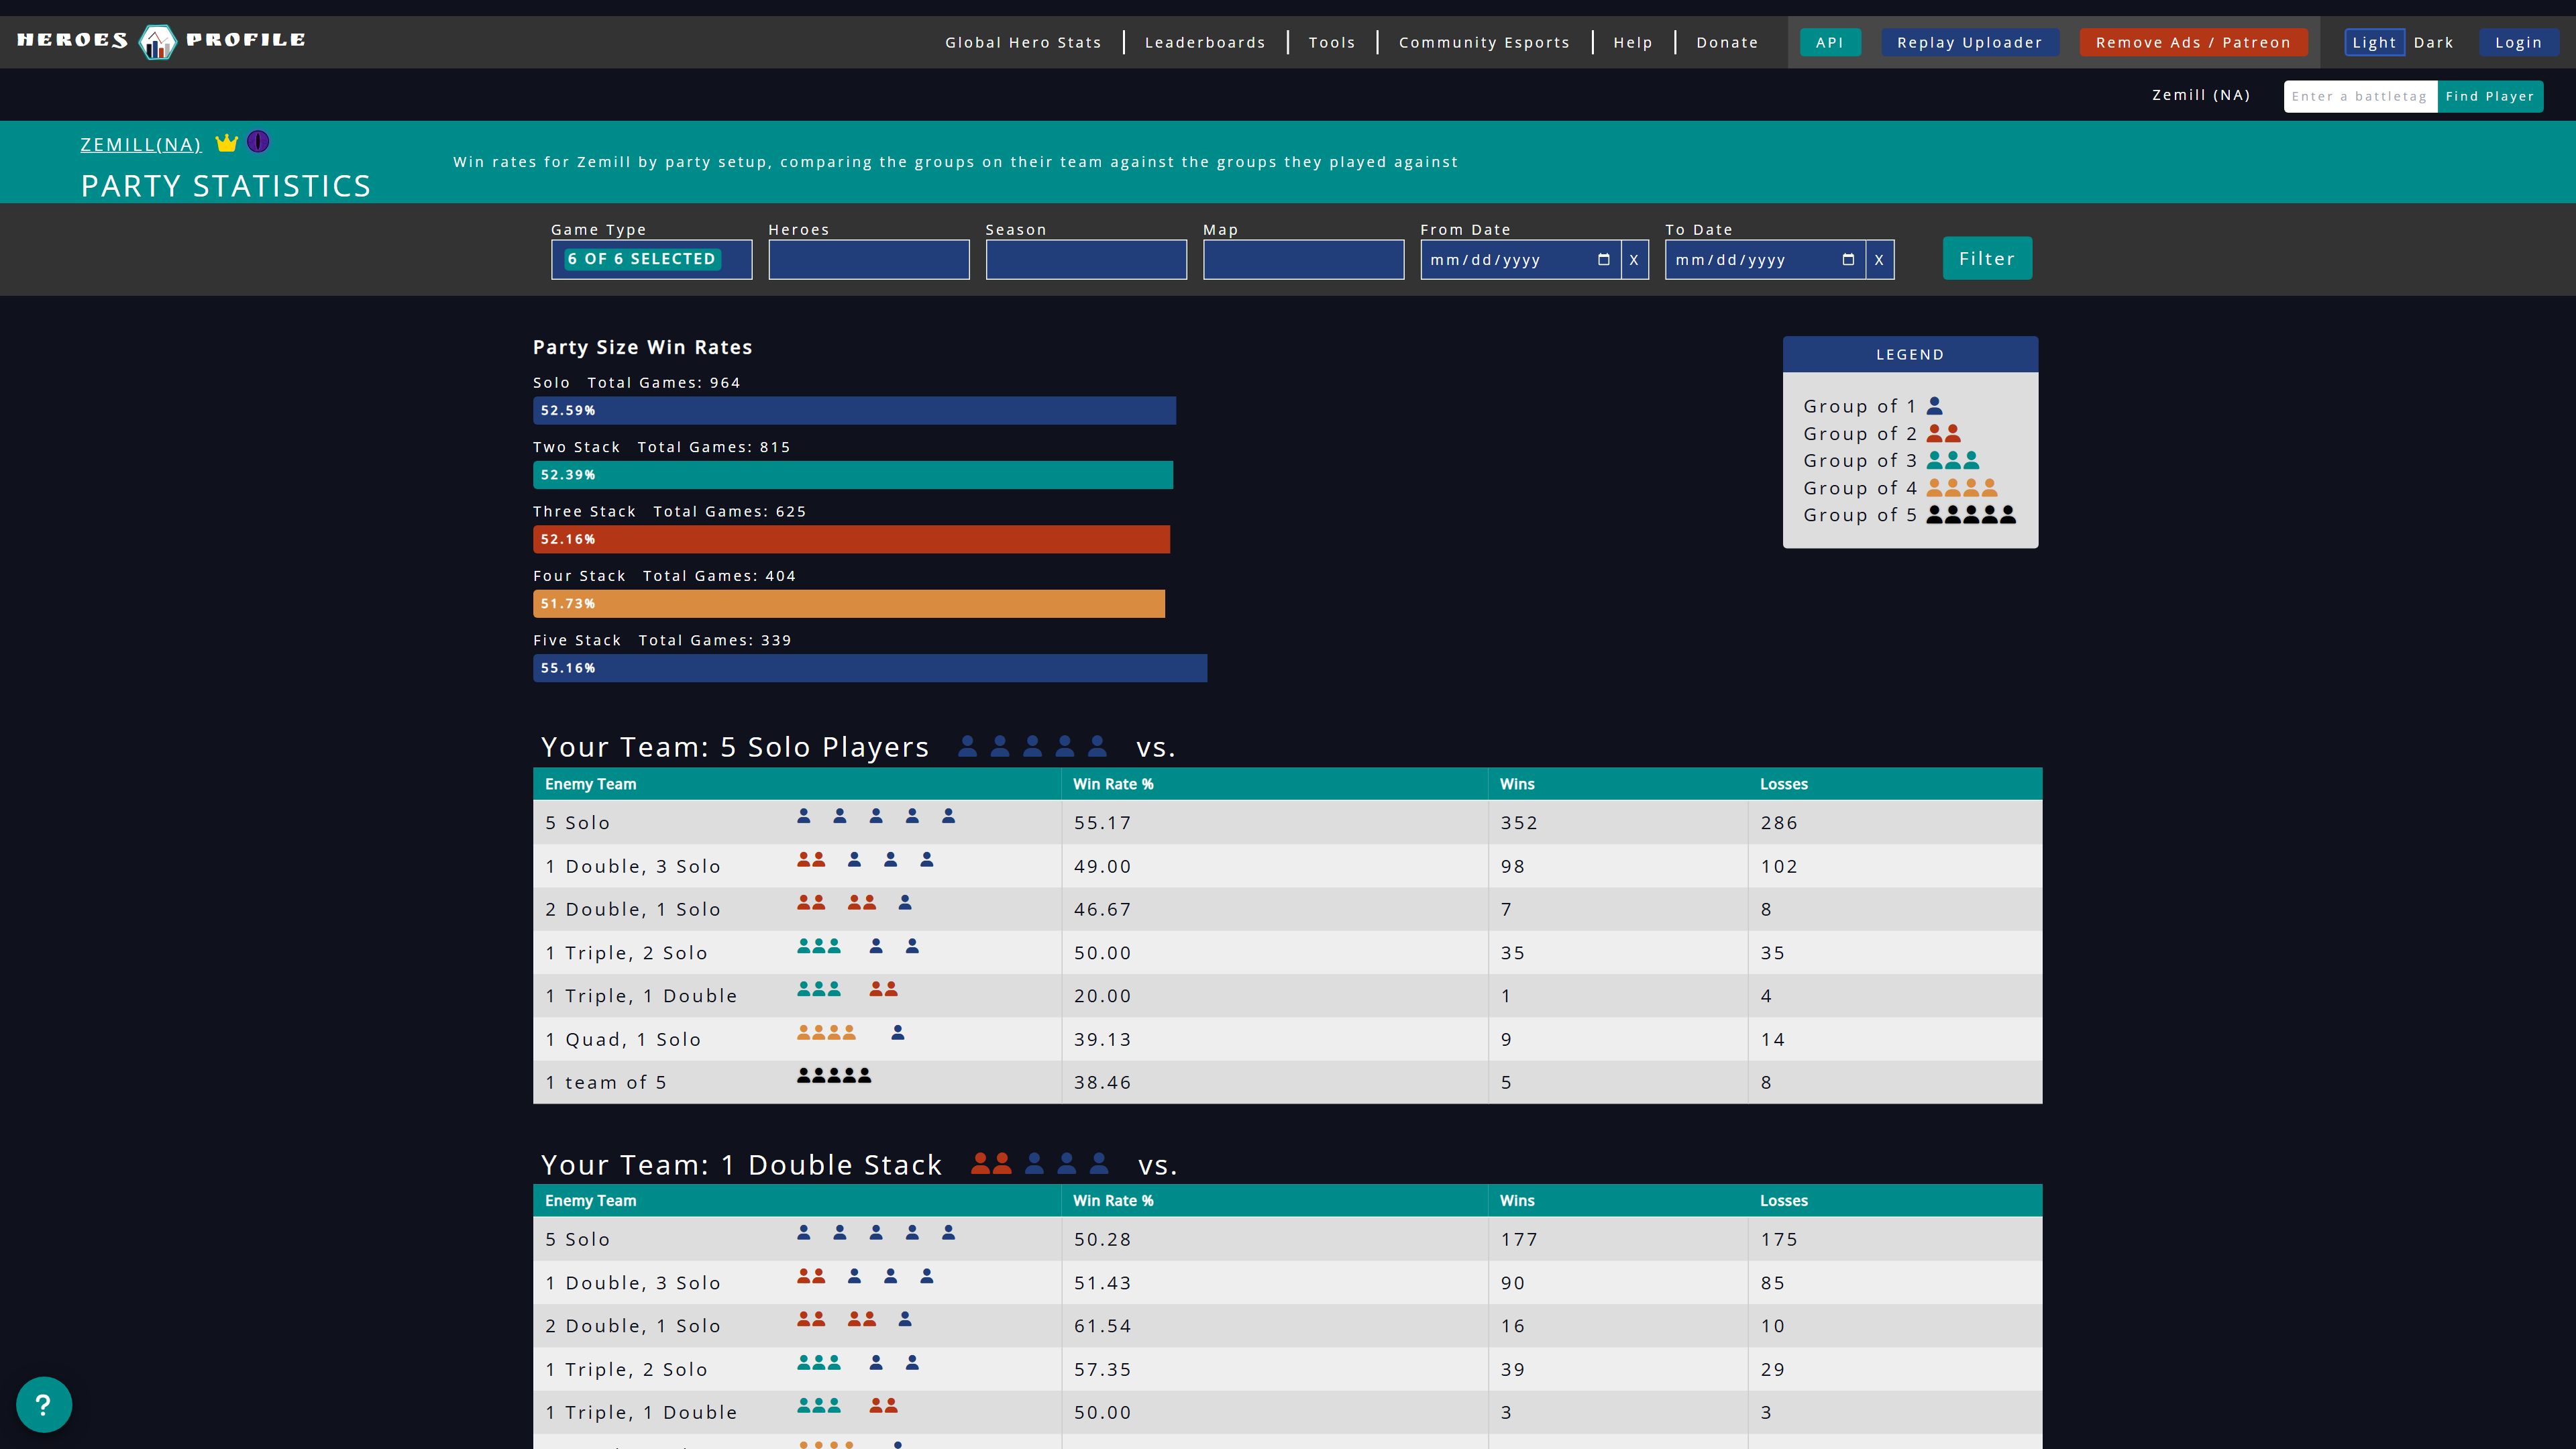 HEROES PROFILE
Global Hero Stats Leaderboards Tools Community Esports Help Donate API Replay Uploader Remove Ads / Patreon Light Dark Login
Zemill (NA) Enter a battletag Find Player
ZEMILL(NA)
PARTY STATISTICS
Win rates for Zemill by party setup, comparing the groups on their team against the groups they played against
Game Type Heroes Season Map From Date To Date
6 OF 6 SELECTED mm/dd/yyyy X mm/dd/yyyy X Filter
Party Size Win Rates
Solo Total Games: 964
52.59%
Two Stack Total Games: 815
52.39%
Three Stack Total Games: 625
52.16%
Four Stack Total Games: 404
51.73%
Five Stack Total Games: 339
55.16%
LEGEND
Group of 1
Group of 2
Group of 3
Group of 4
Group of 5
Your Team: 5 Solo Players vs.
Enemy Team Win Rate % Wins Losses
5 Solo 55.17 352 286
1 Double, 3 Solo 49.00 98 102
2 Double, 1 Solo 46.67 7 8
1 Triple, 2 Solo 50.00 35 35
1 Triple, 1 Double 20.00 1 4
1 Quad, 1 Solo 39.13 9 14
1 team of 5 38.46 5 8
Your Team: 1 Double Stack vs.
Enemy Team Win Rate % Wins Losses
5 Solo 50.28 177 175
1 Double, 3 Solo 51.43 90 85
2 Double, 1 Solo 61.54 16 10
1 Triple, 2 Solo 57.35 39 29
1 Triple, 1 Double 50.00 3 3
?